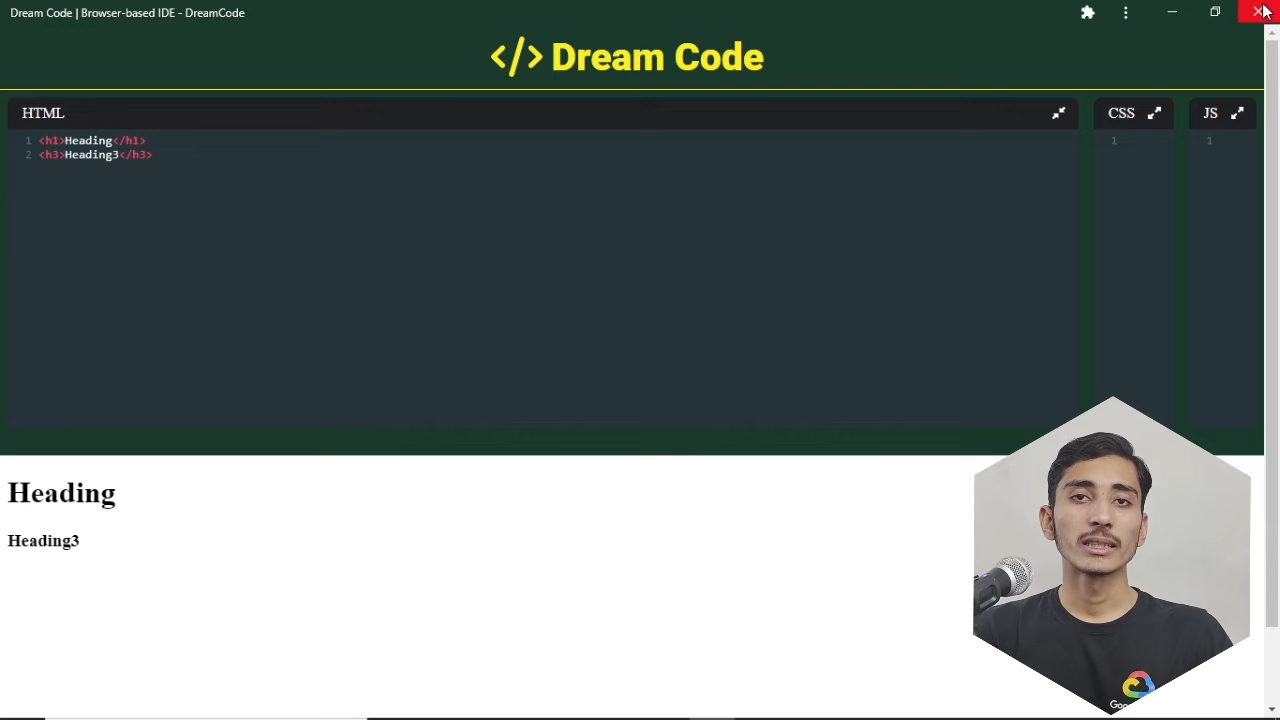 Dream Code | Browser-based IDE - DreamCode
</> Dream Code
HTML
1 <h1>Heading</h1>
2 <h3>Heading3</h3>
CSS
1
JS
1
Heading
Heading3